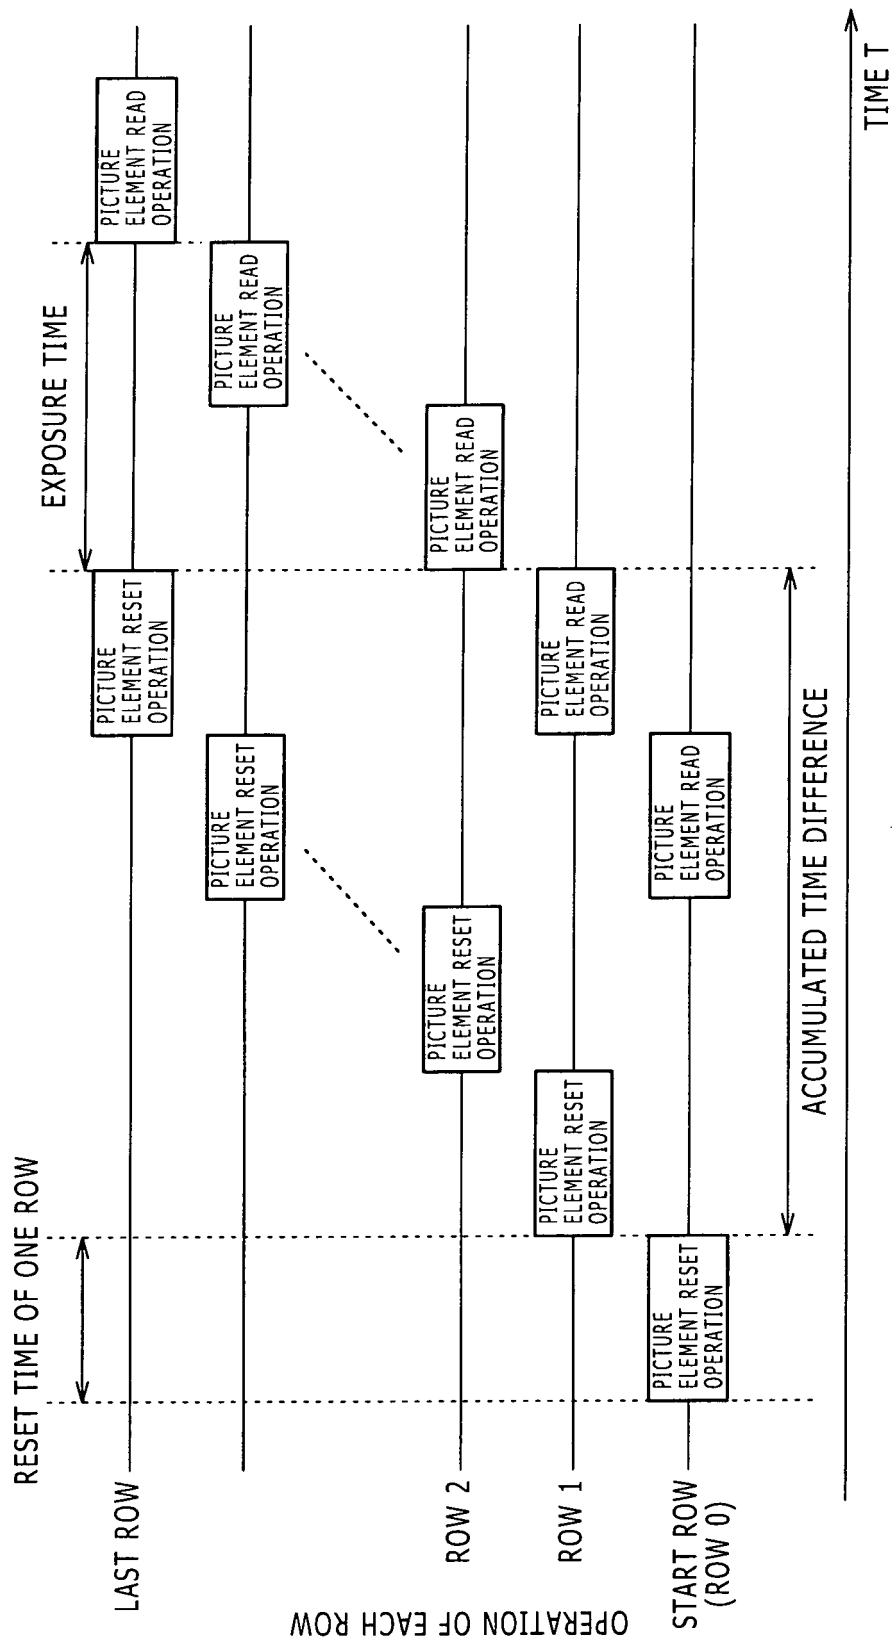 RESET TIME OF ONE ROW
EXPOSURE TIME
LAST ROW
PICTURE
ELEMENT RESET
OPERATION
PICTURE
ELEMENT READ
OPERATION
PICTURE
ELEMENT RESET
OPERATION
PICTURE
ELEMENT READ
OPERATION
OPERATION OF EACH ROW
ROW 2
PICTURE
ELEMENT RESET
OPERATION
PICTURE
ELEMENT READ
OPERATION
ROW 1
PICTURE
ELEMENT RESET
OPERATION
PICTURE
ELEMENT READ
OPERATION
START ROW
(ROW 0)
PICTURE
ELEMENT RESET
OPERATION
PICTURE
ELEMENT READ
OPERATION
ACCUMULATED TIME DIFFERENCE
TIME T